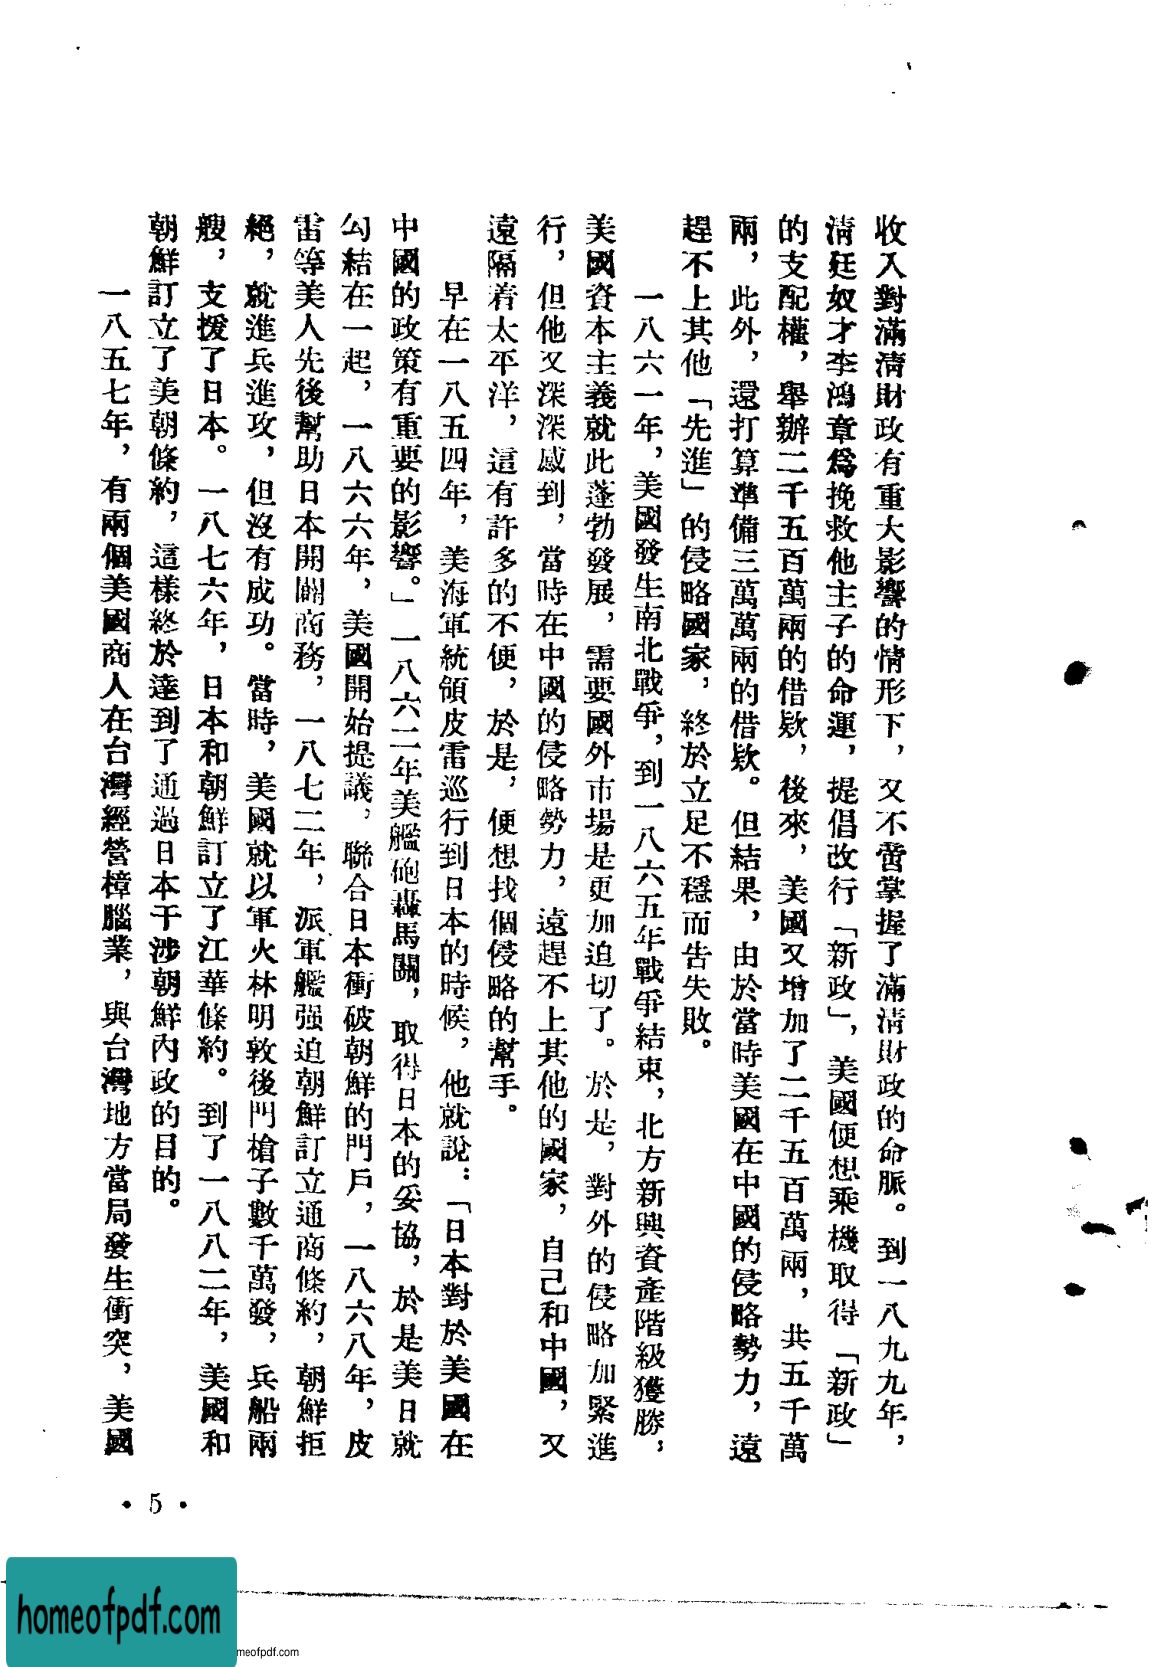 收入對滿清財政有重大影響的情形下，又不啻掌握了滿清財政的命脈。到一八九九年，
清廷奴才李鴻章爲挽救他主子的命運，提倡改行「新政」，美國便想乘機取得「新政」
的支配權，舉辦二千五百萬兩的借欵，後來，美國又增加了二千五百萬兩，共五千萬
兩，此外，還打算準備三萬萬兩的借欵。但結果，由於當時美國在中國的侵略勢力，遠
趕不上其他「先進」的侵略國家，終於立足不穩而告失敗。
一八六一年，美國發生南北戰爭，到一八六五年戰爭結束，北方新興資產階級獲勝，
美國資本主義就此蓬勃發展，需要國外市場是更加迫切了。於是，對外的侵略加緊進
行，但他又深深感到，當時在中國的侵略勢力，遠趕不上其他的國家，自己和中國，又
遠隔着太平洋，這有許多的不便，於是，便想找個侵略的幫手。
早在一八五四年，美海軍統領皮雷巡行到日本的時候，他就說：「日本對於美國在
中國的政策有重要的影響。」一八六二年美艦砲轟馬關，取得日本的妥協，於是美日就
勾結在一起，一八六六年，美國開始提議，聯合日本衝破朝鮮的門戶，一八六八年，皮
雷等美人先後幫助日本開闢商務，一八七二年，派軍艦强迫朝鮮訂立通商條約，朝鮮拒
絕，就進兵進攻，但沒有成功。當時，美國就以軍火林明敦後門槍子數千萬發，兵船兩
艘，支援了日本。一八七六年，日本和朝鮮訂立了江華條約。到了一八八二年，美國和
朝鮮訂立了美朝條約，這樣終於達到了通過日本干涉朝鮮內政的目的。
一八五七年，有兩個美國商人在台灣經營樟腦業，與台灣地方當局發生衝突，美國
• 5 •
homeofpdf.com
meofpdf.com